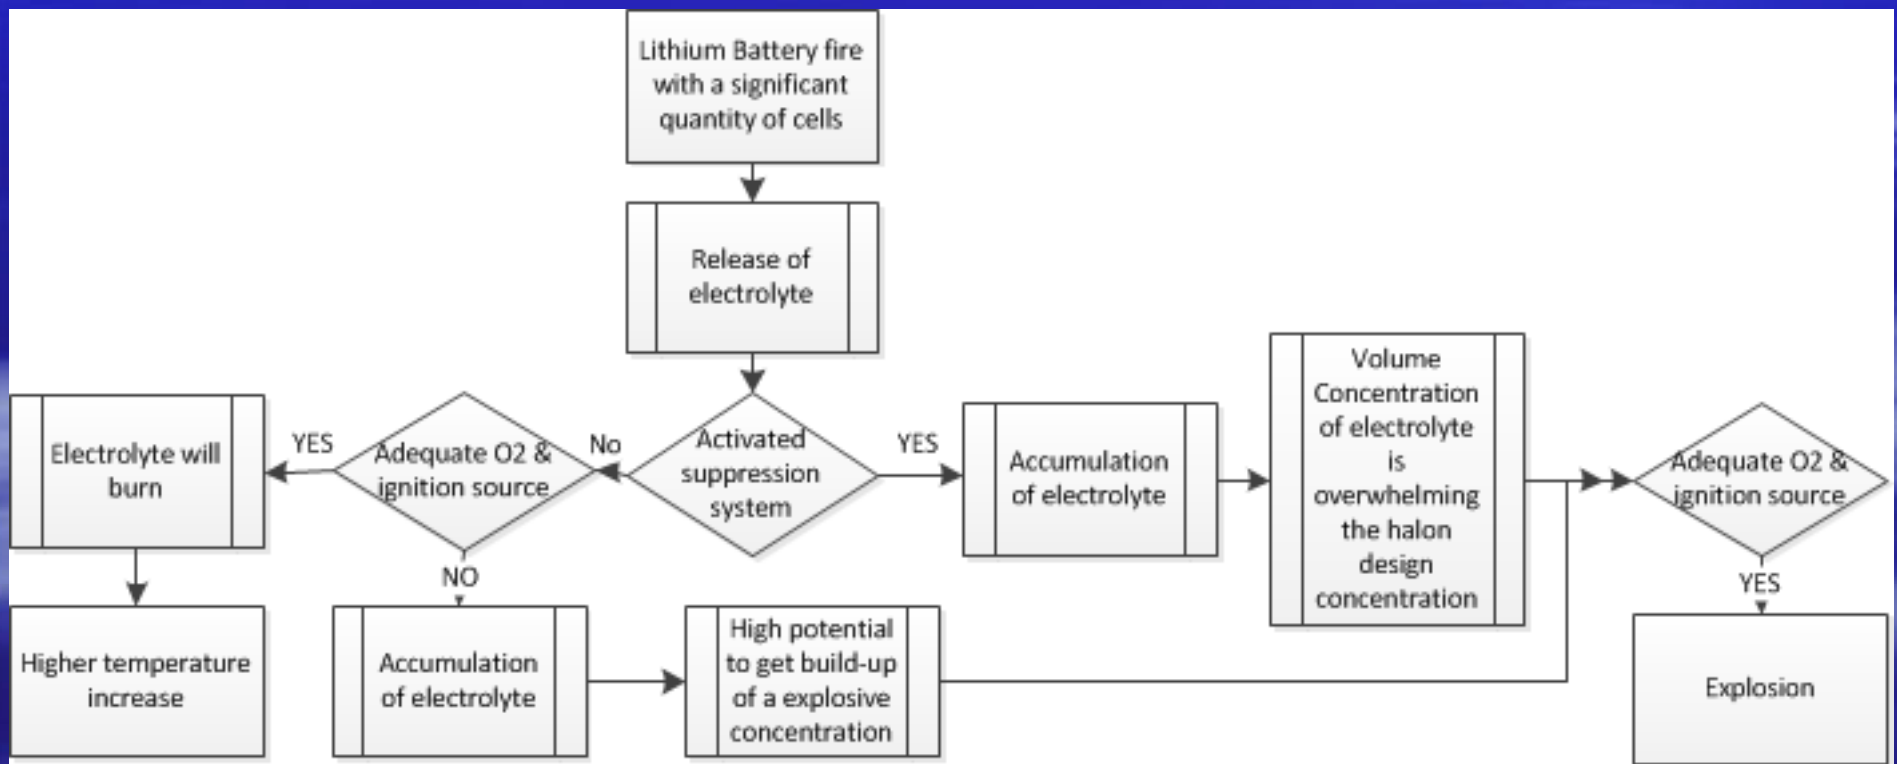 Lithium Battery fire
with a significant
quantity of cells
Release of
electrolyte
Activated
suppression
system
No
YES
Adequate O2 &
ignition source
YES
NO
Electrolyte will
burn
Higher temperature
increase
Accumulation
of electrolyte
High potential
to get build-up
of a explosive
concentration
Accumulation
of electrolyte
Volume
Concentration
of electrolyte
is
overwhelming
the halon
design
concentration
Adequate O2 &
ignition source
YES
Explosion